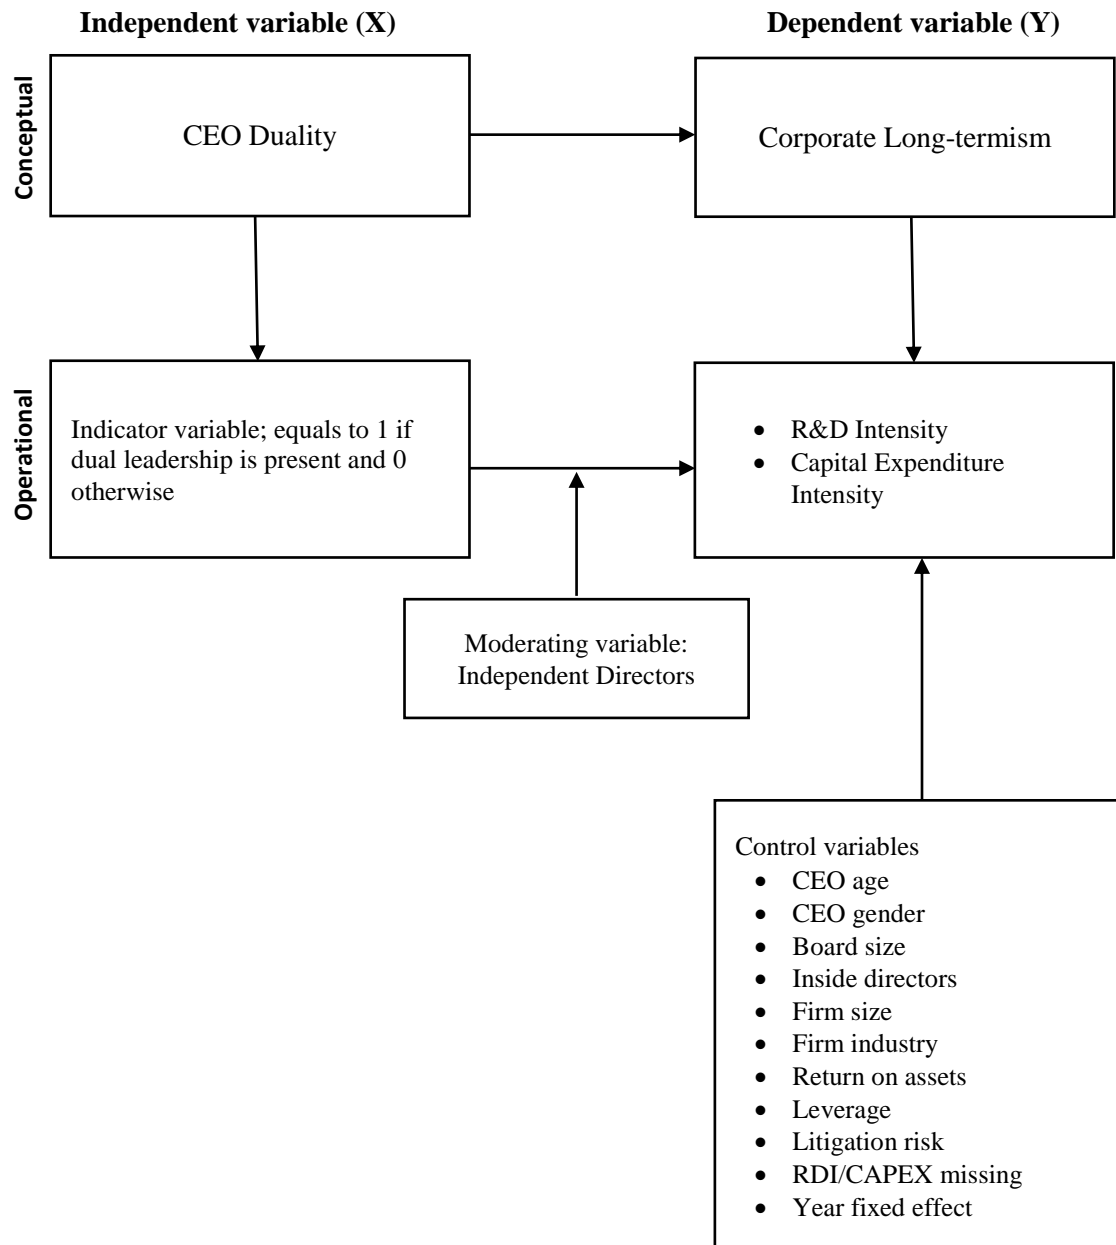 Independent variable (X)
Dependent variable (Y)
Conceptual
CEO Duality
Corporate Long-termism
Operational
Indicator variable; equals to 1 if
dual leadership is present and 0
otherwise
• R&D Intensity
• Capital Expenditure
Intensity
Moderating variable:
Independent Directors
Control variables
• CEO age
• CEO gender
• Board size
• Inside directors
• Firm size
• Firm industry
• Return on assets
• Leverage
• Litigation risk
• RDI/CAPEX missing
• Year fixed effect